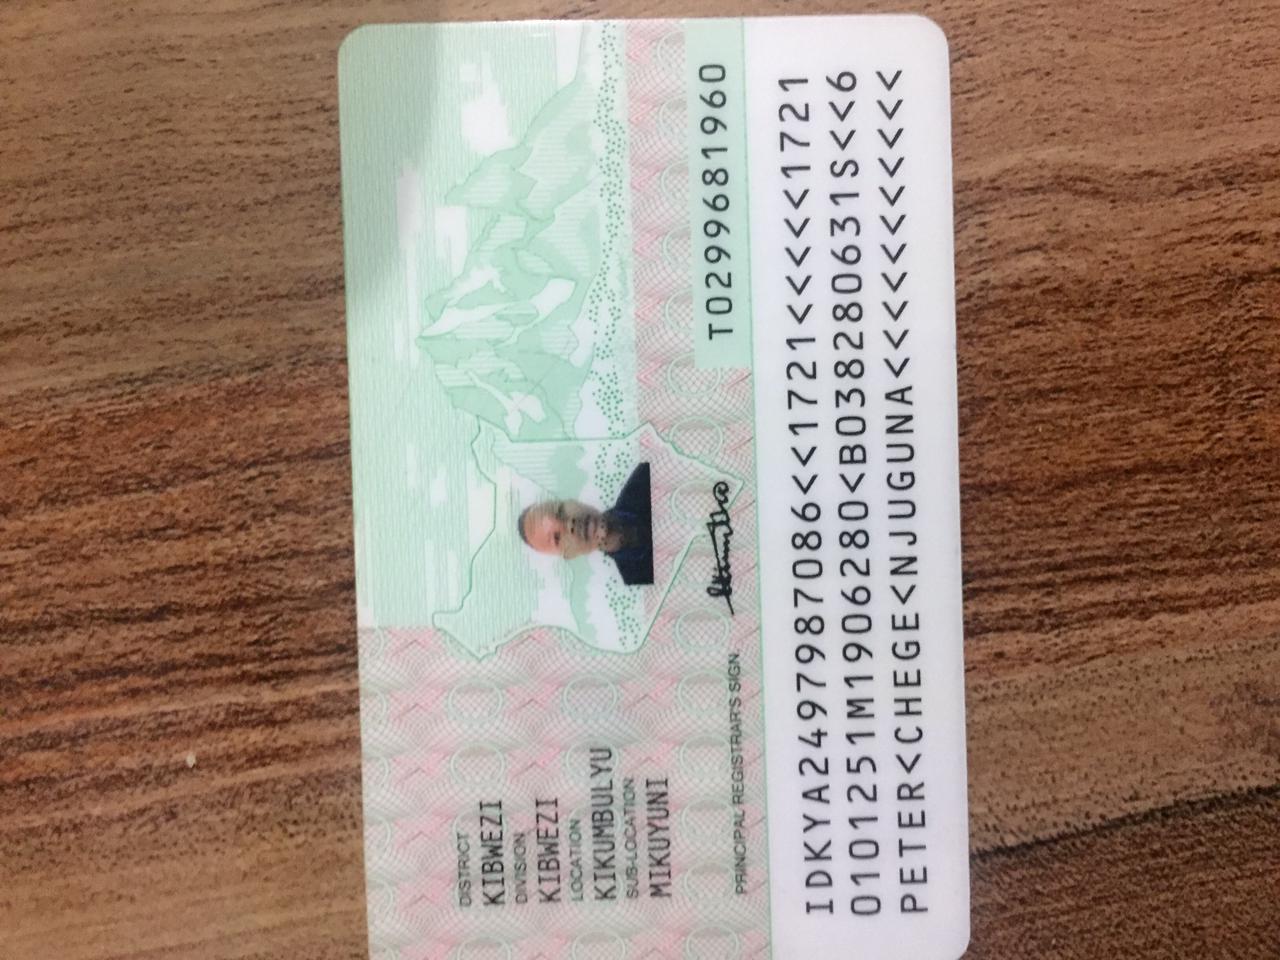 DISTRICT
KIBWEZI
DIVISION
KIBWEZI
LOCATION
KIKUMBULYU
SUB-LOCATION
MIKUYUNI
PRINCIPAL REGISTRAR'S SIGN
T0299681960
IDKYA2497987086<<1721<<<<<1721
0101251M1906280<B038280631S<<6
PETER<CHEGE<NJUGUNA<<<<<<<<<<<